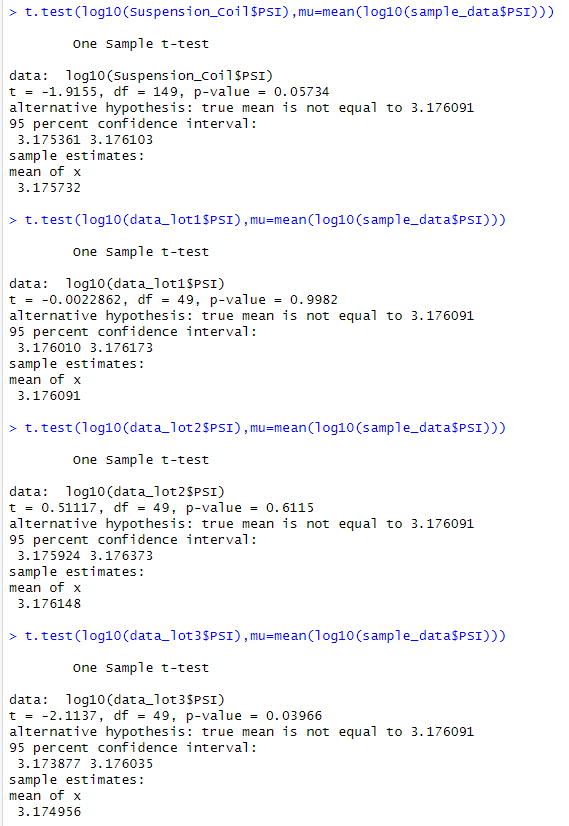 > t.test(log10(Suspension_Coil$PSI),mu=mean(log10(sample_data$PSI)))
One Sample t-test
data:  log10(Suspension_Coil$PSI)
t = -1.9155, df = 149, p-value = 0.05734
alternative hypothesis: true mean is not equal to 3.176091
95 percent confidence interval:
3.175361 3.176103
sample estimates:
mean of x
3.175732
> t.test(log10(data_lot1$PSI),mu=mean(log10(sample_data$PSI)))
One Sample t-test
data:  log10(data_lot1$PSI)
t = -0.0022862, df = 49, p-value = 0.9982
alternative hypothesis: true mean is not equal to 3.176091
95 percent confidence interval:
3.176010 3.176173
sample estimates:
mean of x
3.176091
> t.test(log10(data_lot2$PSI),mu=mean(log10(sample_data$PSI)))
One Sample t-test
data:  log10(data_lot2$PSI)
t = 0.51117, df = 49, p-value = 0.6115
alternative hypothesis: true mean is not equal to 3.176091
95 percent confidence interval:
3.175924 3.176373
sample estimates:
mean of x
3.176148
> t.test(log10(data_lot3$PSI),mu=mean(log10(sample_data$PSI)))
One Sample t-test
data:  log10(data_lot3$PSI)
t = -2.1137, df = 49, p-value = 0.03966
alternative hypothesis: true mean is not equal to 3.176091
95 percent confidence interval:
3.173877 3.176035
sample estimates:
mean of x
3.174956